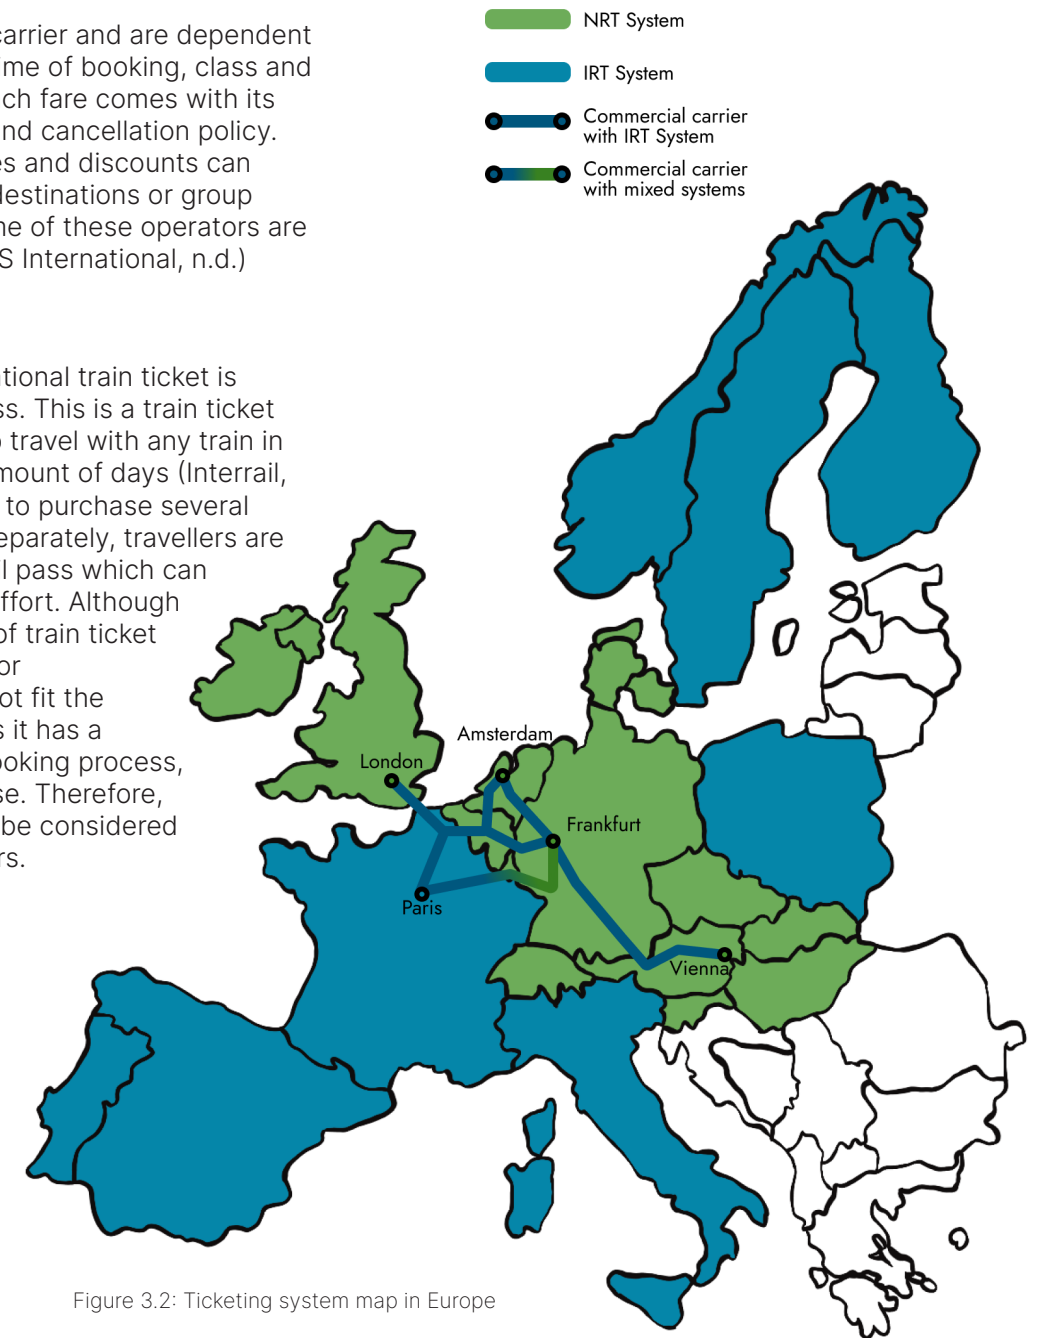 carrier and are dependent
ime of booking, class and
ch fare comes with its
nd cancellation policy.
es and discounts can
destinations or group
me of these operators are
S International, n.d.)
ational train ticket is
ss. This is a train ticket
o travel with any train in
mount of days (Interrail,
to purchase several
eparately, travellers are
il pass which can
ffort. Although
of train ticket
or
ot fit the
s it has a
ooking process,
se. Therefore,
be considered
rs.
NRT System
IRT System
Commercial carrier
with IRT System
Commercial carrier
with mixed systems
Amsterdam
London
Frankfurt
Paris
Vienna
Figure 3.2: Ticketing system map in Europe